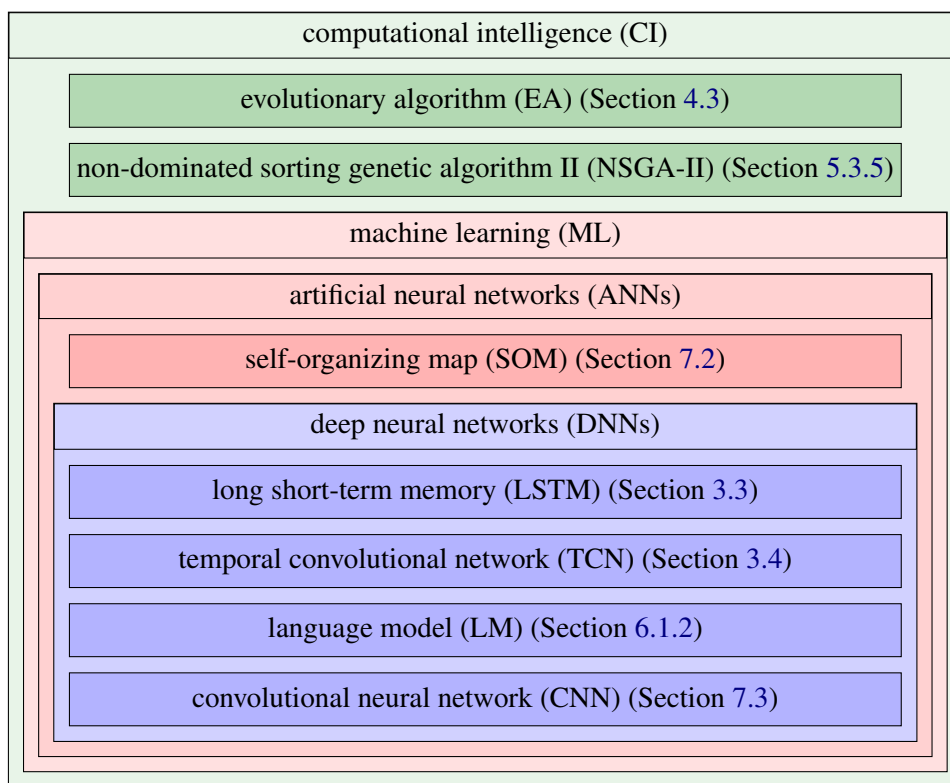 computational intelligence (CI)
evolutionary algorithm (EA) (Section 4.3)
non-dominated sorting genetic algorithm II (NSGA-II) (Section 5.3.5)
machine learning (ML)
artificial neural networks (ANNs)
self-organizing map (SOM) (Section 7.2)
deep neural networks (DNNs)
long short-term memory (LSTM) (Section 3.3)
temporal convolutional network (TCN) (Section 3.4)
language model (LM) (Section 6.1.2)
convolutional neural network (CNN) (Section 7.3)